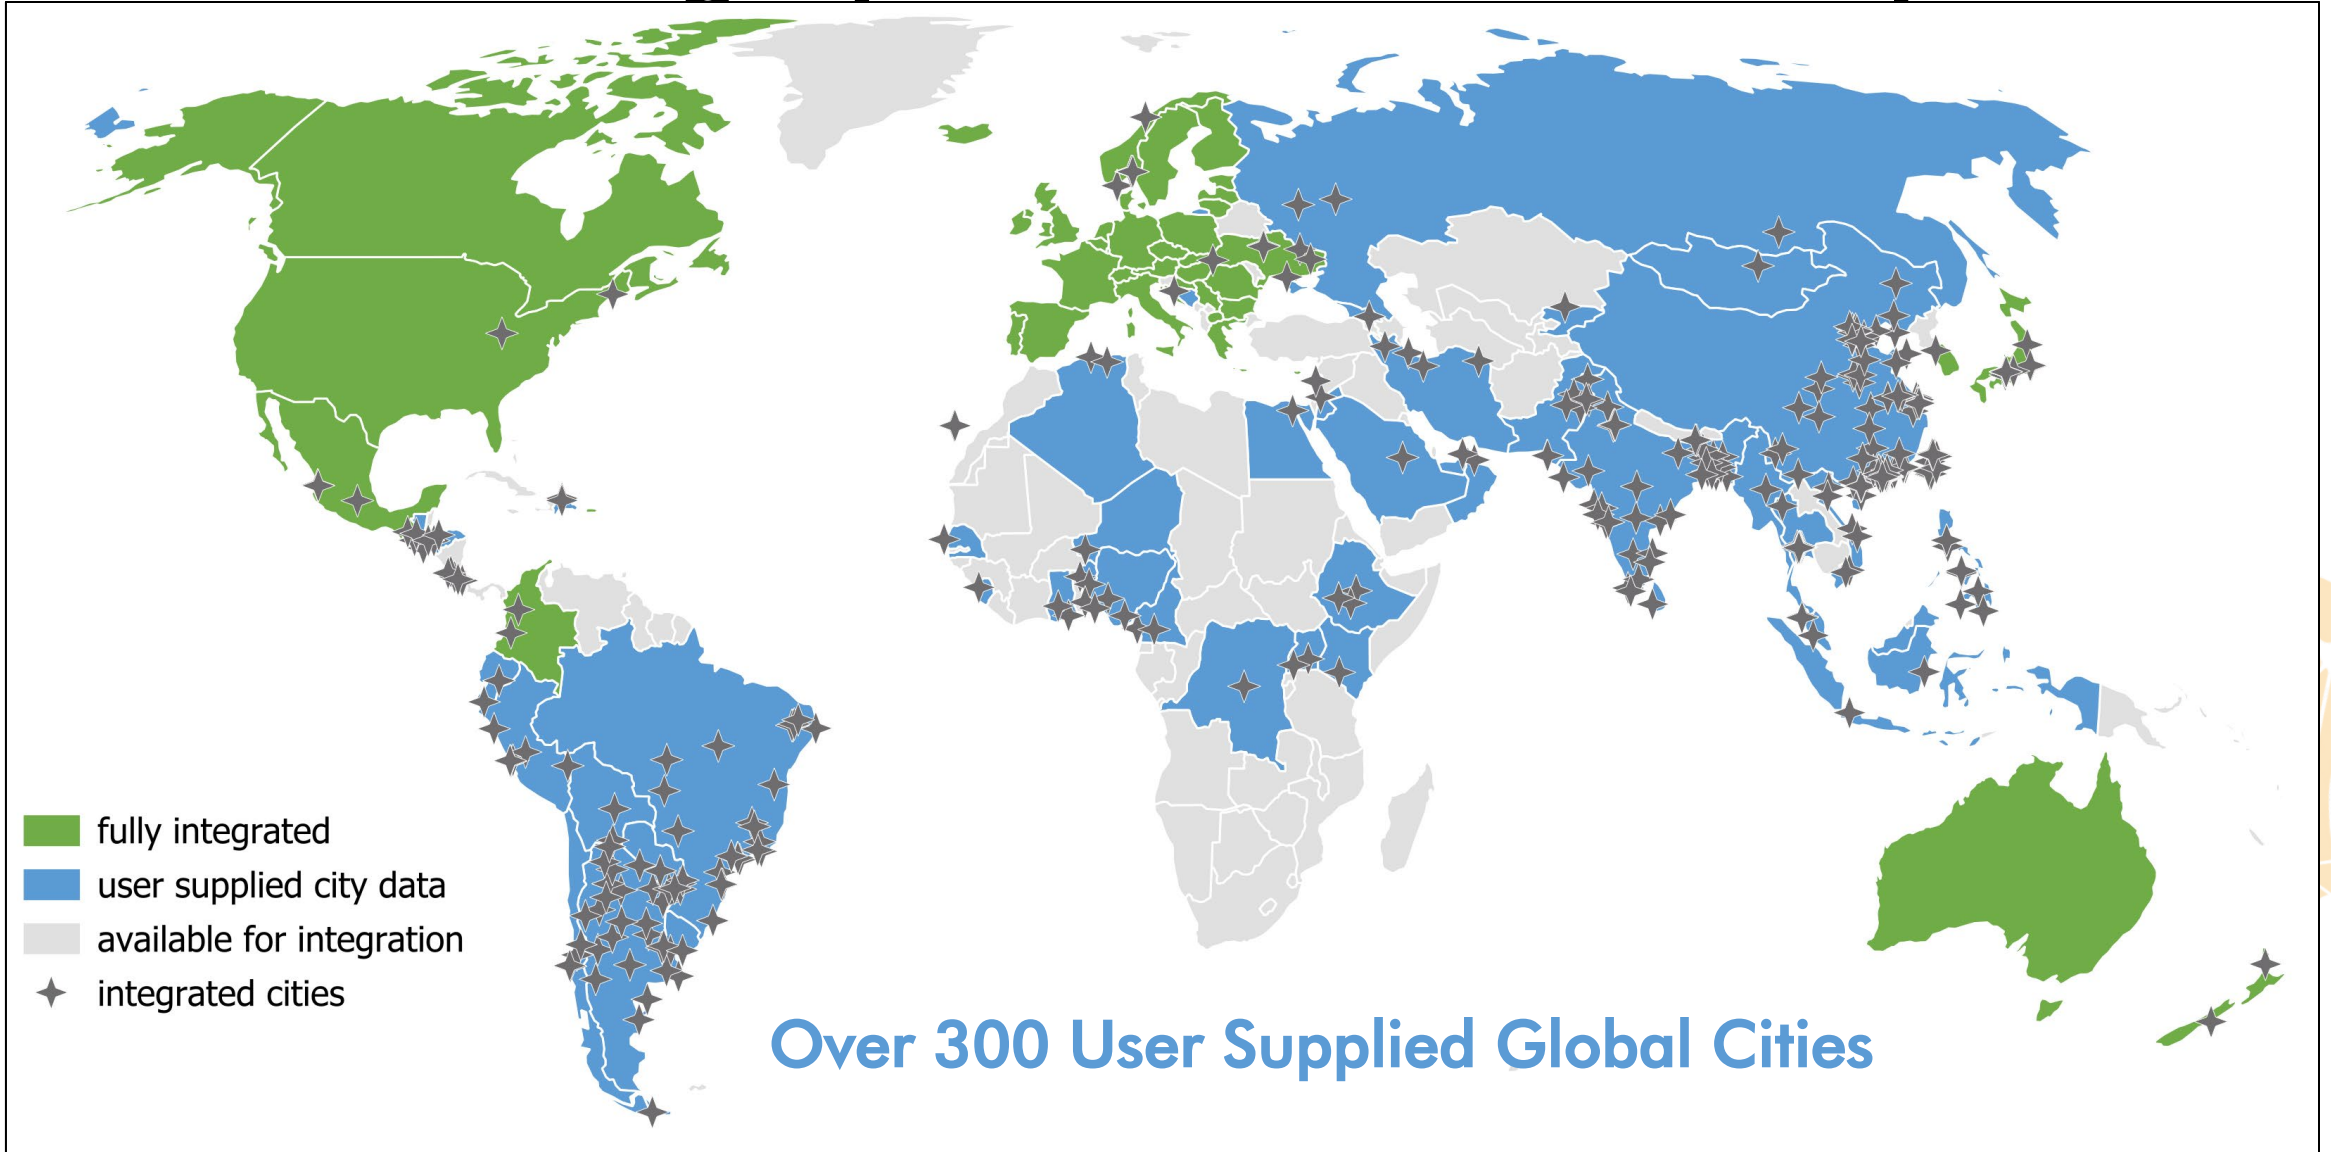 fully integrated
user supplied city data
available for integration
integrated cities
Over 300 User Supplied Global Cities